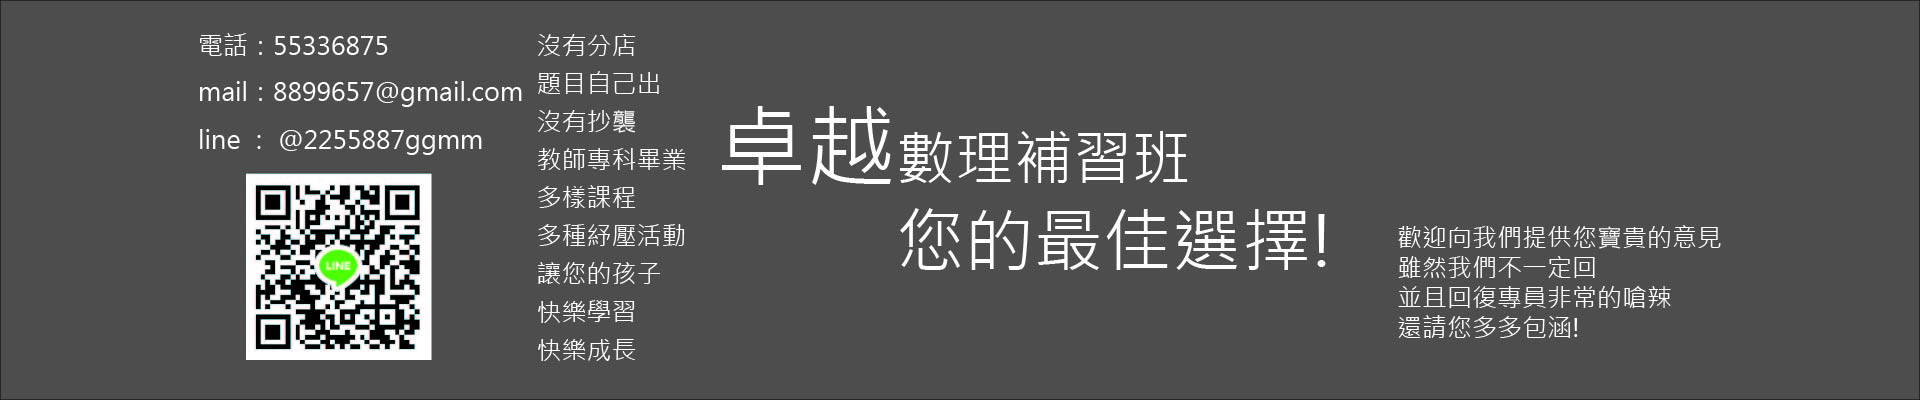 電話：55336875
mail：8899657@gmail.com
line ： @2255887ggmm
LINE
沒有分店
題目自己出
沒有抄襲
教師專科畢業
多樣課程
多種紓壓活動
讓您的孩子
快樂學習
快樂成長
卓越數理補習班
您的最佳選擇!
歡迎向我們提供您寶貴的意見
雖然我們不一定回
並且回復專員非常的嗆辣
還請您多多包涵!